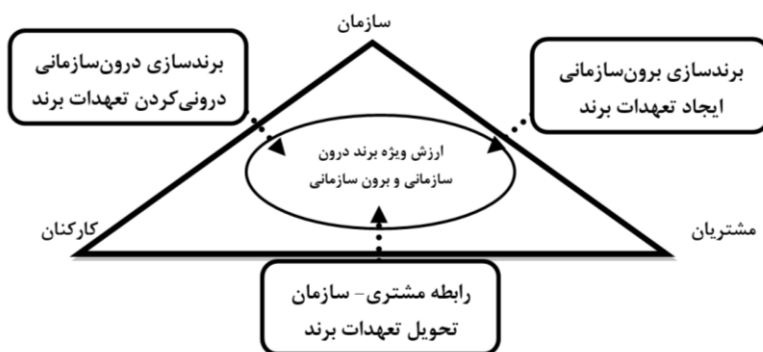 سازمان
برندسازی برون‌سازمانی
ایجاد تعهدات برند
برندسازی درون‌سازمانی
درونی‌کردن تعهدات برند
ارزش ویژه برند درون
سازمانی و برون سازمانی
مشتریان
کارکنان
رابطه مشتری– سازمان
تحویل تعهدات برند